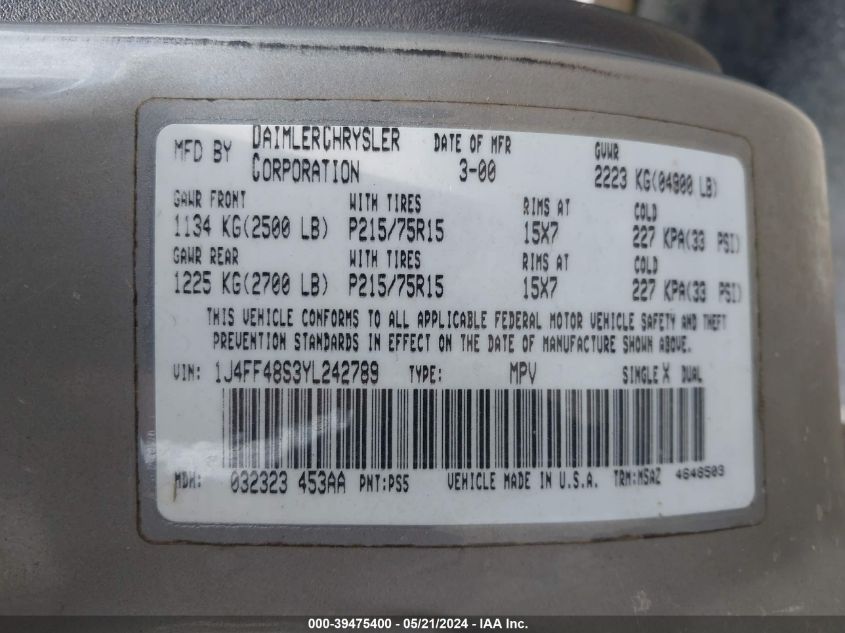 MFD BY DAIMLERCHRYSLER CORPORATION DATE OF MFR 3-00 GVWR 2223 KG(04900 LB)
GAWR FRONT WITH TIRES RIMS AT COLD
1134 KG(2500 LB) P215/75R15 15X7 227 KPA(33 PSI)
GAWR REAR WITH TIRES RIMS AT COLD
1225 KG(2700 LB) P215/75R15 15X7 227 KPA(33 PSI)
THIS VEHICLE CONFORMS TO ALL APPLICABLE FEDERAL MOTOR VEHICLE SAFETY AND THEFT
PREVENTION STANDARDS IN EFFECT ON THE DATE OF MANUFACTURE SHOWN ABOVE.
VIN: 1J4FF48S3YL242789 TYPE: MPV SINGLE X DUAL
MDH: 032323 453AA PNT:PS5 VEHICLE MADE IN U.S.A. TRM:M5AZ 4648503
000-39475400 - 05/21/2024 - IAAI.com